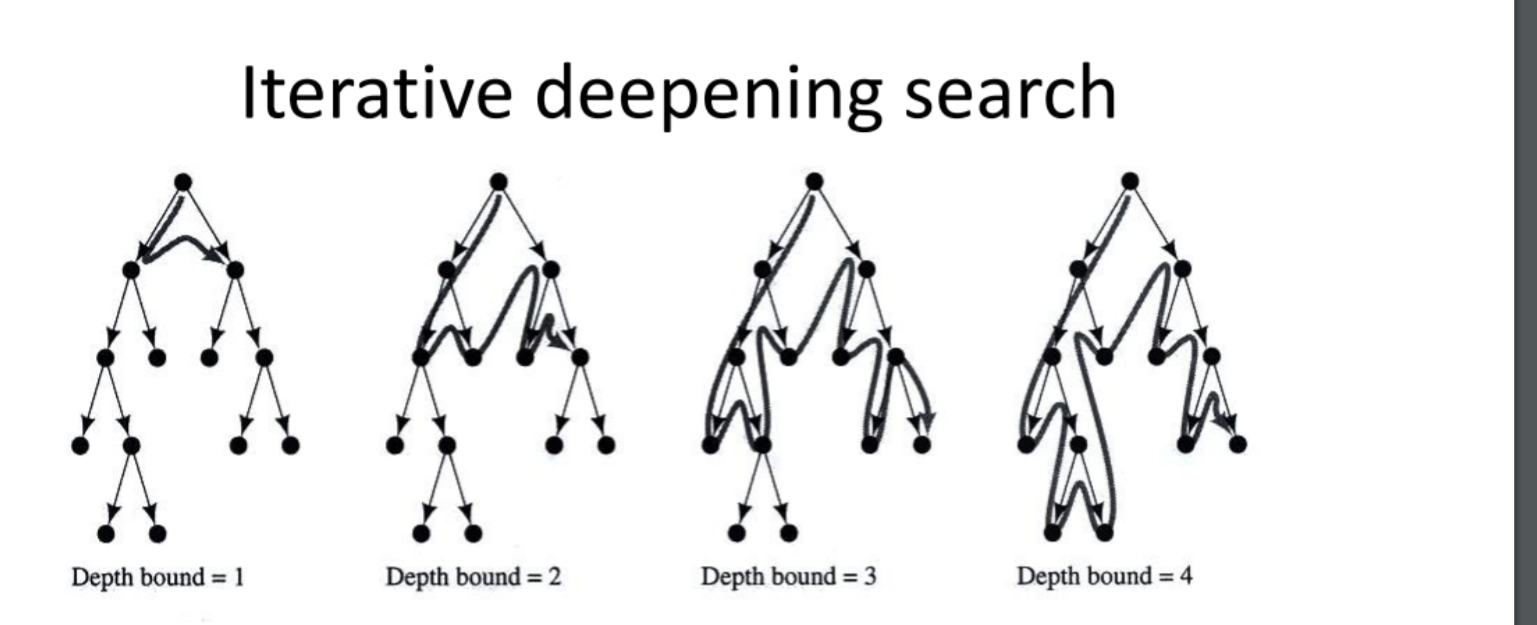 Iterative deepening search
Depth bound = 1
Depth bound = 2
Depth bound = 3
Depth bound = 4